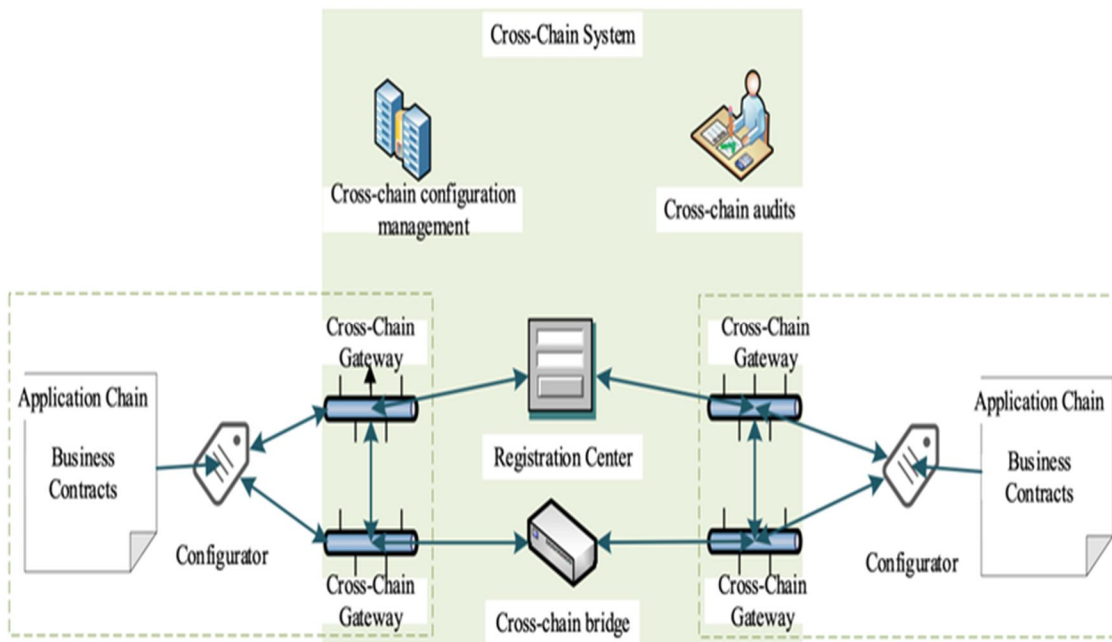 Cross-Chain System
Cross-chain configuration
management
Cross-chain audits
Cross-Chain
Gateway
Cross-Chain
Gateway
Application Chain
Business
Contracts
Configurator
Registration Center
Application Chain
Business
Contracts
Configurator
Cross-Chain
Gateway
Cross-chain bridge
Cross-Chain
Gateway